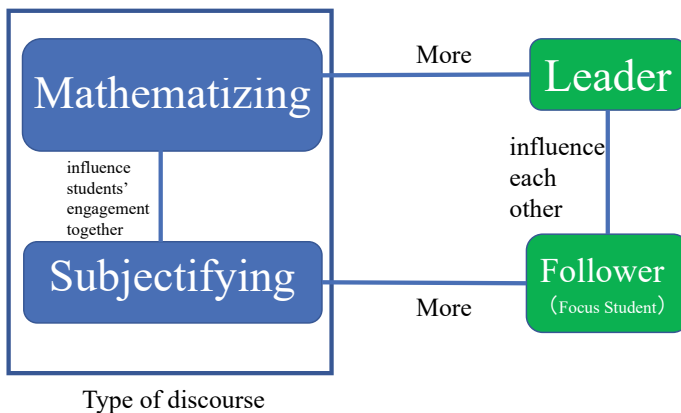 Mathematizing
More
Leader
influence
students’
engagement
together
influence
each
other
Subjectifying
More
Follower
（Focus Student）
Type of discourse